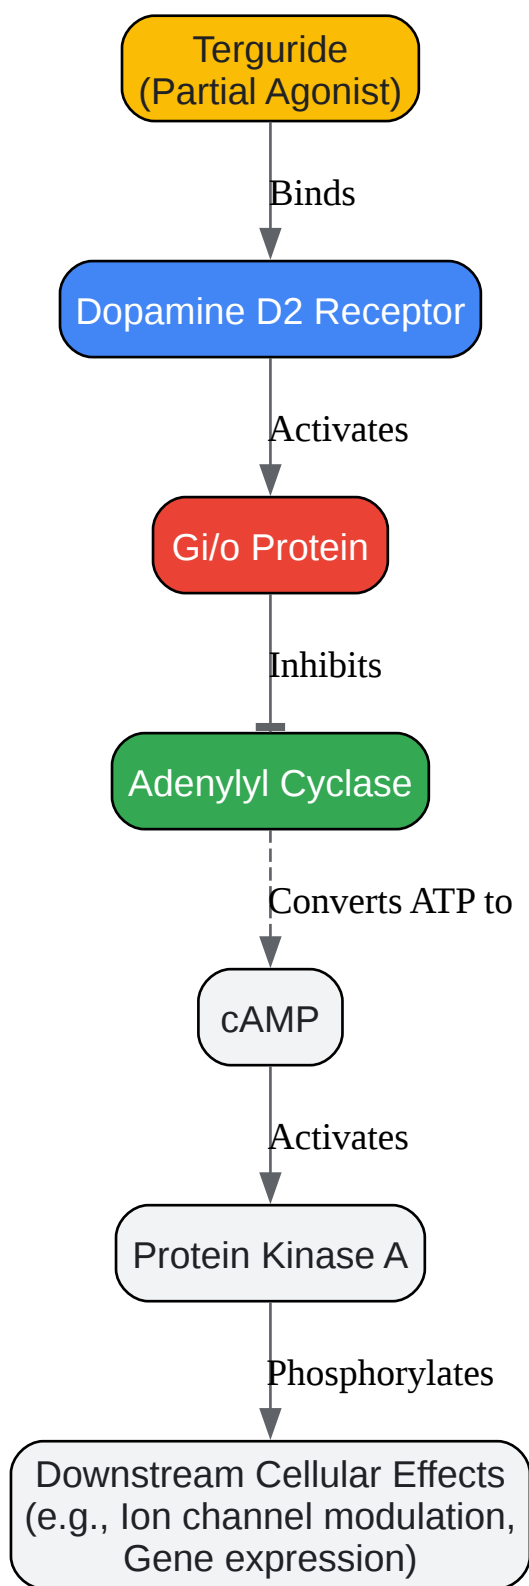 Terguride
(Partial Agonist)
Binds
Dopamine D2 Receptor
Activates
Gi/o Protein
Inhibits
Adenylyl Cyclase
Converts ATP to
cAMP
Activates
Protein Kinase A
Phosphorylates
Downstream Cellular Effects
(e.g., Ion channel modulation,
Gene expression)